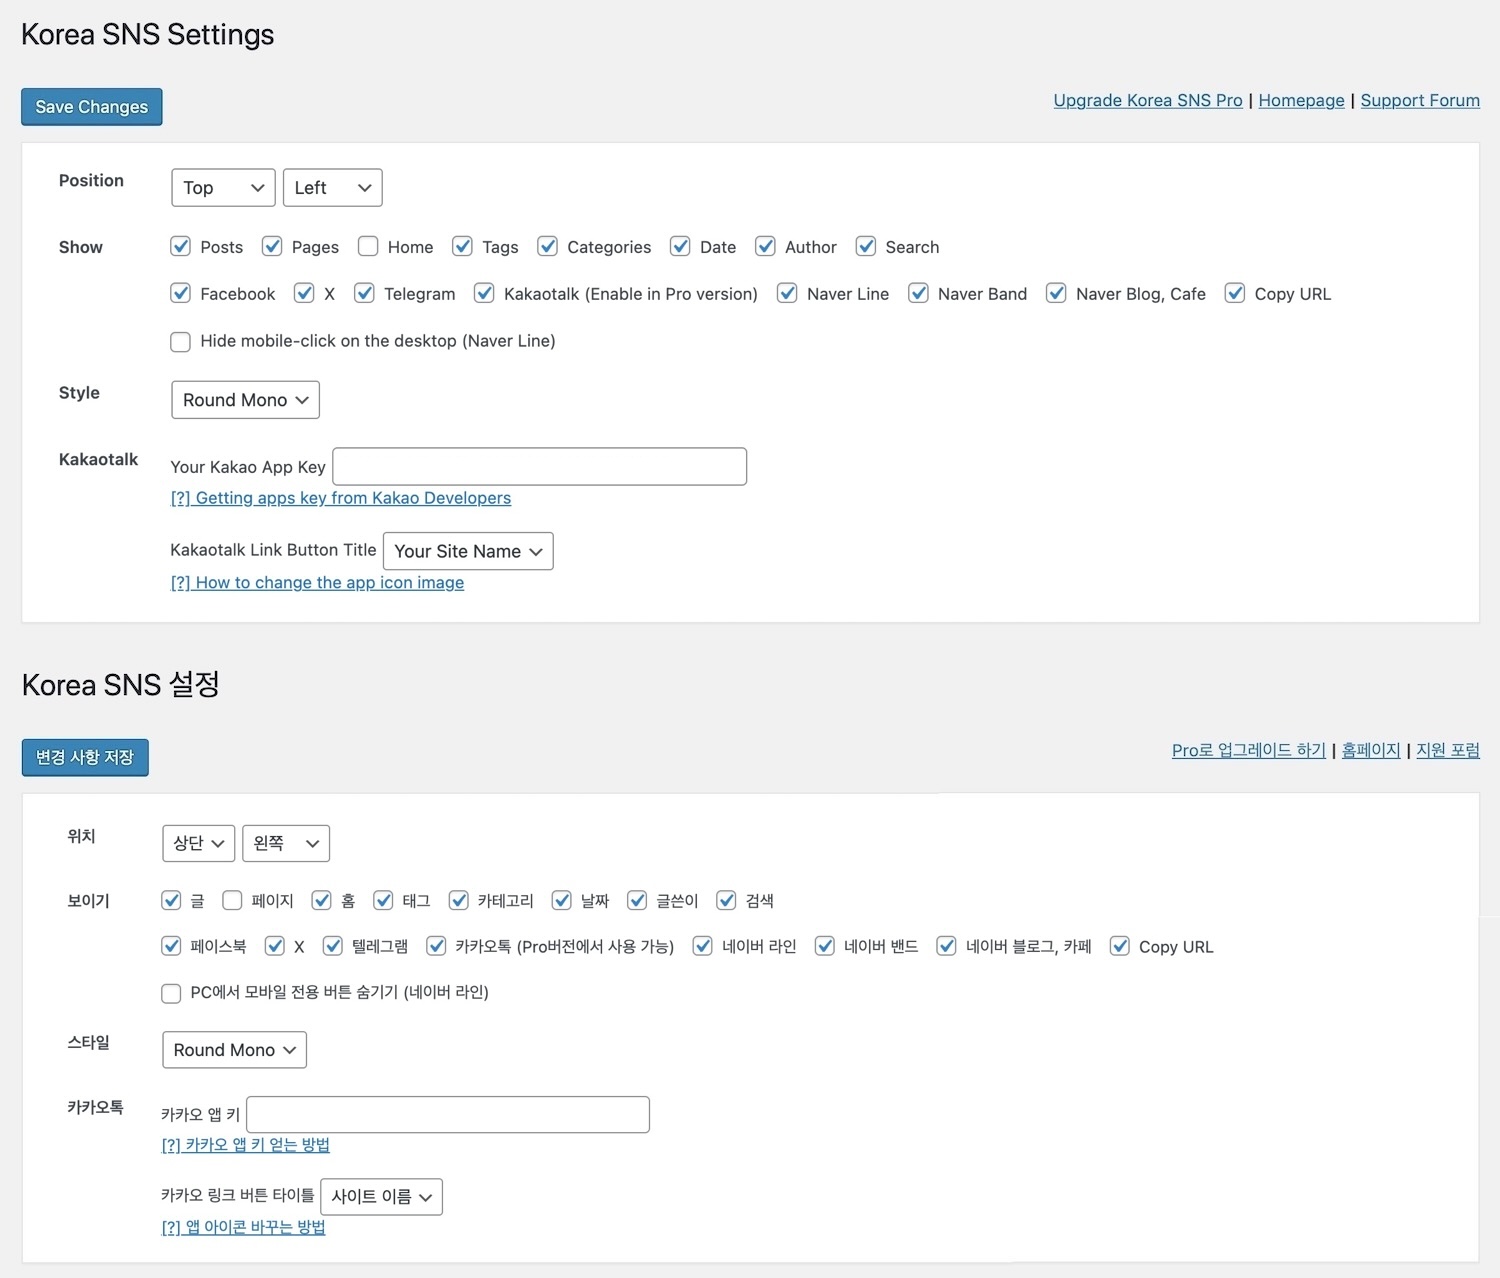 Korea SNS Settings
Save Changes
Upgrade Korea SNS Pro | Homepage | Support Forum
Position Top Left
Show Posts Pages Home Tags Categories Date Author Search
Facebook X Telegram Kakaotalk (Enable in Pro version) Naver Line Naver Band Naver Blog, Cafe Copy URL
Hide mobile-click on the desktop (Naver Line)
Style Round Mono
Kakaotalk Your Kakao App Key
[?] Getting apps key from Kakao Developers
Kakaotalk Link Button Title Your Site Name
[?] How to change the app icon image
Korea SNS 설정
변경 사항 저장
Pro로 업그레이드 하기 | 홈페이지 | 지원 포럼
위치 상단 왼쪽
보이기 글 페이지 홈 태그 카테고리 날짜 글쓴이 검색
페이스북 X 텔레그램 카카오톡 (Pro버전에서 사용 가능) 네이버 라인 네이버 밴드 네이버 블로그, 카페 Copy URL
PC에서 모바일 전용 버튼 숨기기 (네이버 라인)
스타일 Round Mono
카카오톡 카카오 앱 키
[?] 카카오 앱 키 얻는 방법
카카오 링크 버튼 타이틀 사이트 이름
[?] 앱 아이콘 바꾸는 방법